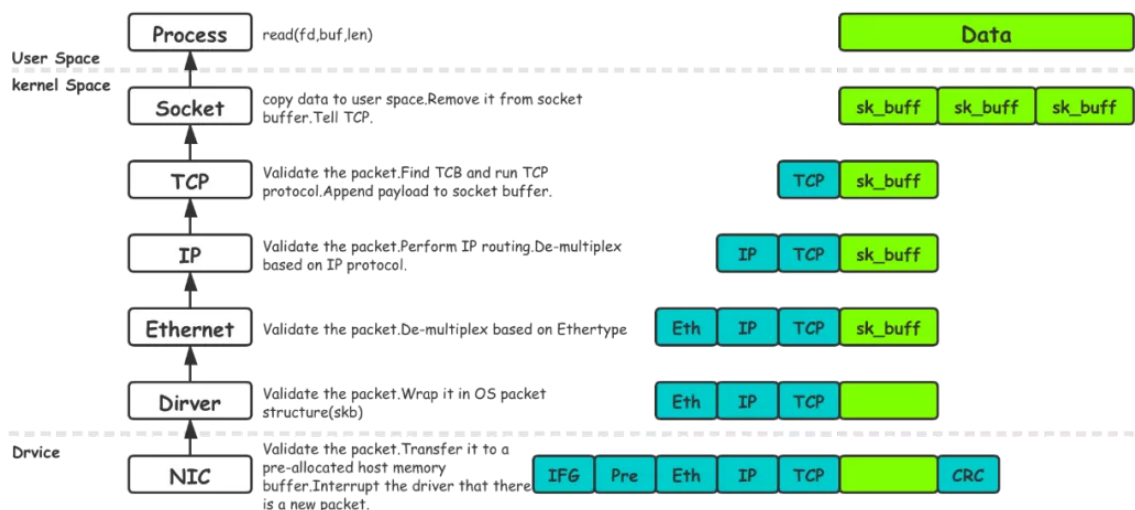 Process
read(fd,buf,len)
Data
User Space
kernel Space
Socket
copy data to user space.Remove it from socket
buffer.Tell TCP.
sk_buff sk_buff sk_buff
TCP
Validate the packet.Find TCB and run TCP
protocol.Append payload to socket buffer.
TCP sk_buff
IP
Validate the packet.Perform IP routing.De-multiplex
based on IP protocol.
IP TCP sk_buff
Ethernet
Validate the packet.De-multiplex based on Ethertype
Eth IP TCP sk_buff
Dirver
Validate the packet.Wrap it in OS packet
structure(skb)
Eth IP TCP
Drvice
NIC
Validate the packet.Transfer it to a
pre-allocated host memory
buffer.Interrupt the driver that there
is a new packet.
IFG Pre Eth IP TCP CRC